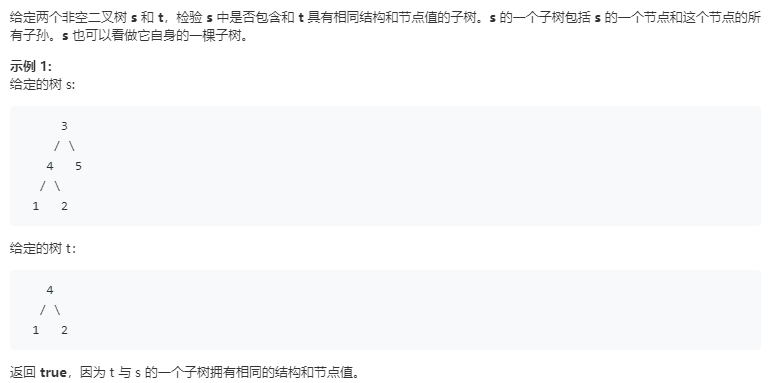 给定两个非空二叉树 s 和 t，检验 s 中是否包含和 t 具有相同结构和节点值的子树。s 的一个子树包括 s 的一个节点和这个节点的所
有子孙。s 也可以看做它自身的一棵子树。
示例 1:
给定的树 s:
3
/ \
4 5
/ \
1 2
给定的树 t:
4
/ \
1 2
返回 true，因为 t 与 s 的一个子树拥有相同的结构和节点值。